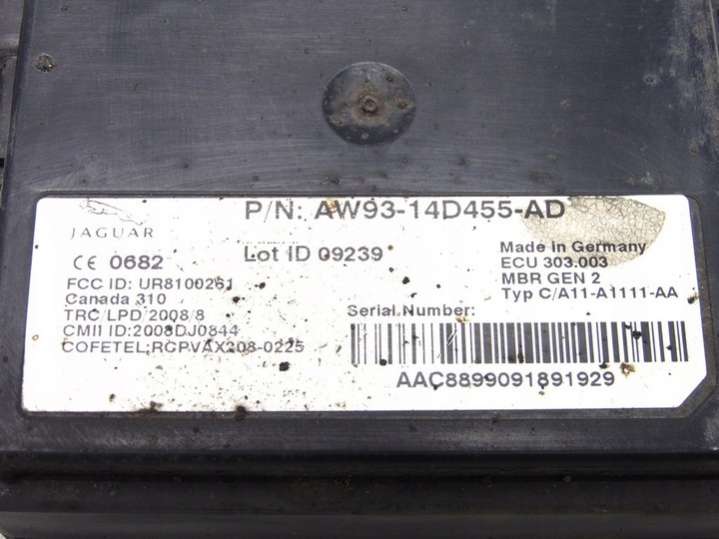 P/N: AW93-14D455-AD
JAGUAR
Lot ID 09239
CE 0682
FCC ID: UR8100261
Canada 310
TRC/LPD 2008/8
CMII ID:2008DJ0844
COFETEL:RCPVAX208-0225
Made in Germany
ECU 303.003
MBR GEN 2
Typ C/A11-A1111-AA
Serial Number:
AAC8899091891929